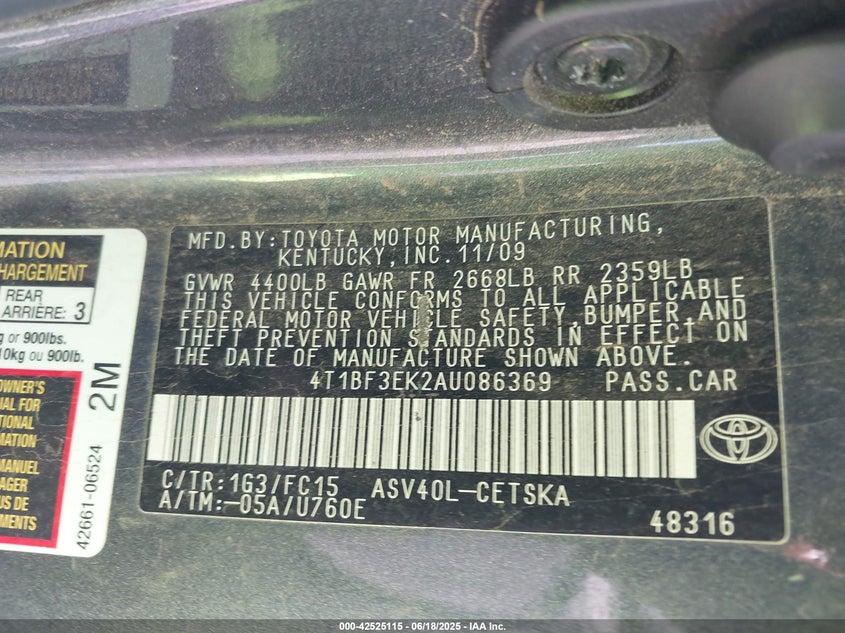 MATION
CHARGEMENT
REAR
ARRIÈRE: 3
g or 900lbs.
10kg ou 900lb.
OWNER'S
UAL FOR
TIONAL
MATION
MANUEL
AGER
US DE
EMENTS
2M
42661-06524
MFD. BY: TOYOTA MOTOR MANUFACTURING,
KENTUCKY, INC. 11/09
GVWR 4400LB GAWR FR 2668LB RR 2359LB
THIS VEHICLE CONFORMS TO ALL APPLICABLE
FEDERAL MOTOR VEHICLE SAFETY, BUMPER, AND
THEFT PREVENTION STANDARDS IN EFFECT ON
THE DATE OF MANUFACTURE SHOWN ABOVE.
4T1BF3EK2AU086369 PASS. CAR
C/TR: 1G3/FC15 ASV40L-CETSKA
A/TM: -05A/U760E
48316
000-42525115 - 06/18/2025 - IAA Inc.